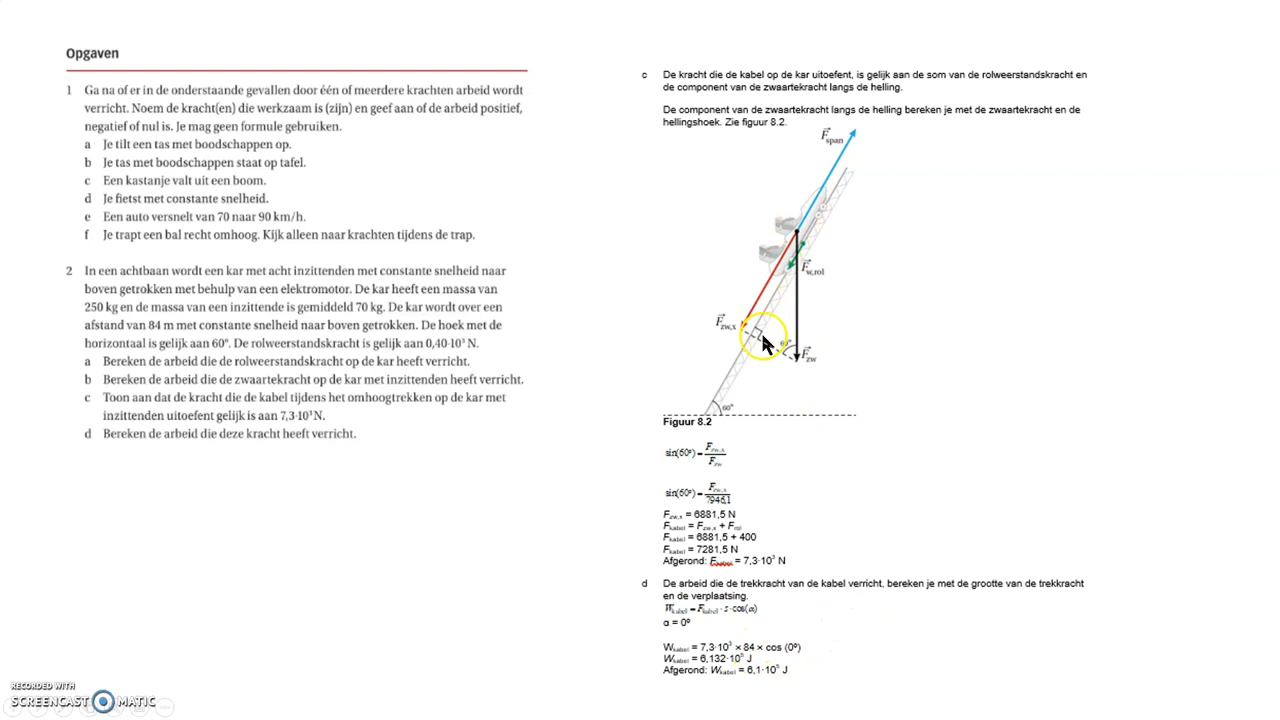 Opgaven
1 Ga na of er in de onderstaande gevallen door één of meerdere krachten arbeid wordt
verricht. Noem de kracht(en) die werkzaam is (zijn) en geef aan of de arbeid positief,
negatief of nul is. Je mag geen formule gebruiken.
a Je tilt een tas met boodschappen op.
b Je tas met boodschappen staat op tafel.
c Een kastanje valt uit een boom.
d Je fietst met constante snelheid.
e Een auto versnelt van 70 naar 90 km/h.
f Je trapt een bal recht omhoog. Kijk alleen naar krachten tijdens de trap.
2 In een achtbaan wordt een kar met acht inzittenden met constante snelheid naar
boven getrokken met behulp van een elektromotor. De kar heeft een massa van
250 kg en de massa van een inzittende is gemiddeld 70 kg. De kar wordt over een
afstand van 84 m met constante snelheid naar boven getrokken. De hoek met de
horizontaal is gelijk aan 60°. De rolweerstandskracht is gelijk aan 0,40·10³ N.
a Bereken de arbeid die de rolweerstandskracht op de kar heeft verricht.
b Bereken de arbeid die de zwaartekracht op de kar met inzittenden heeft verricht.
c Toon aan dat de kracht die de kabel tijdens het omhoogtrekken op de kar met
inzittenden uitoefent gelijk is aan 7,3·10³ N.
d Bereken de arbeid die deze kracht heeft verricht.
c De kracht die de kabel op de kar uitoefent, is gelijk aan de som van de rolweerstandskracht en
de component van de zwaartekracht langs de helling.
De component van de zwaartekracht langs de helling bereken je met de zwaartekracht en de
hellingshoek. Zie figuur 8.2.
F⃗span
F⃗w,rol
F⃗zw,x
60°
F⃗zw
60°
Figuur 8.2
sin(60°) = Fzw,x / Fzw
sin(60°) = Fzw,x / 7946,1
Fzw,x = 6881,5 N
Fkabel = Fzw,x + Frol
Fkabel = 6881,5 + 400
Fkabel = 7281,5 N
Afgerond: Fkabel = 7,3·10³ N
d De arbeid die de trekkracht van de kabel verricht, bereken je met de grootte van de trekkracht
en de verplaatsing.
Wkabel = Fkabel · s · cos(α)
α = 0°
Wkabel = 7,3·10³ × 84 × cos (0°)
Wkabel = 6,132·10⁵ J
Afgerond: Wkabel = 6,1·10⁵ J
RECORDED WITH
SCREENCAST MATIC